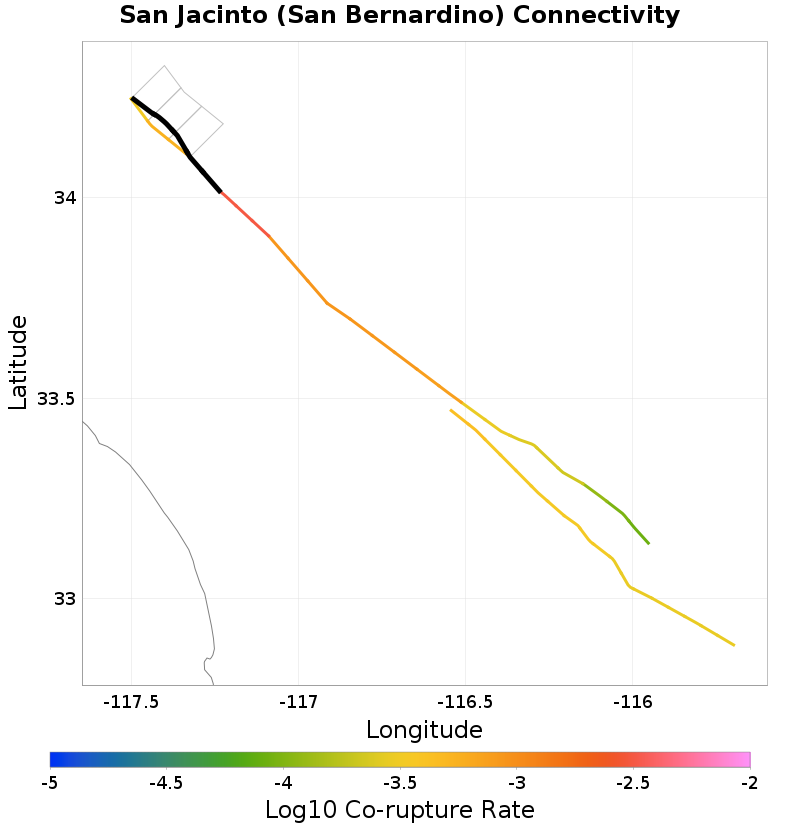 San Jacinto (San Bernardino) Connectivity
Latitude
34
33.5
33
-117.5 -117 -116.5 -116
Longitude
-5 -4.5 -4 -3.5 -3 -2.5 -2
Log10 Co-rupture Rate